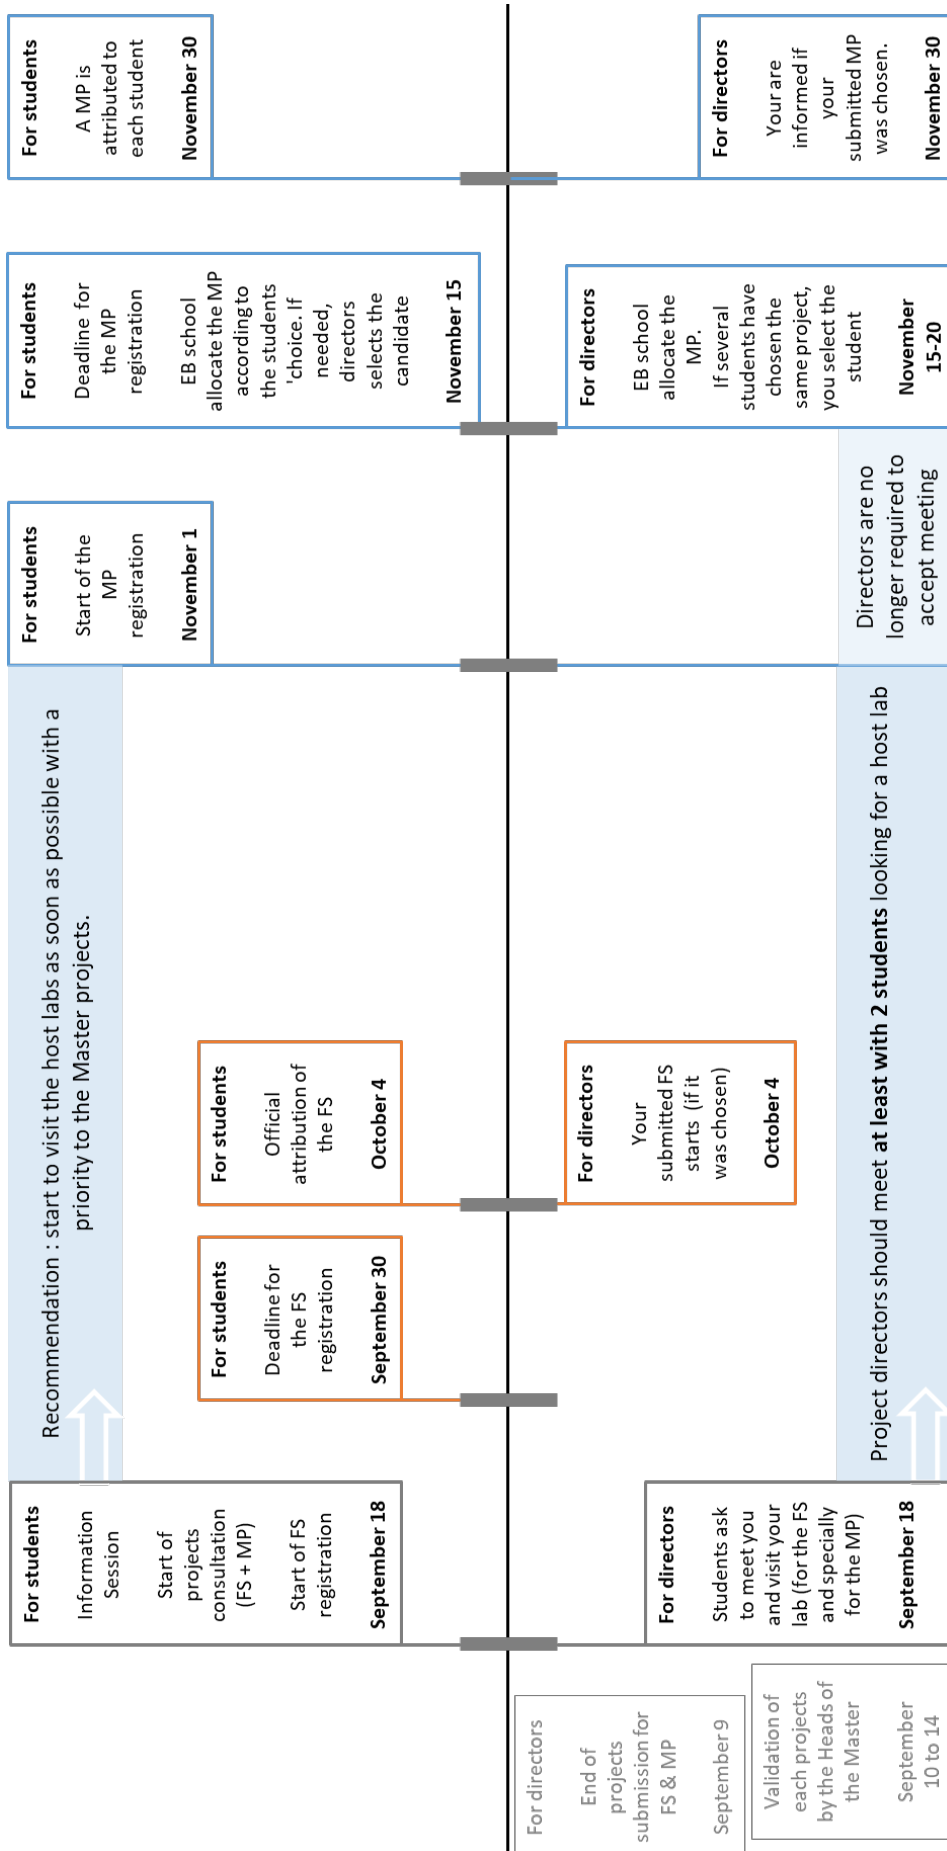 For students
Information
Session
Start of
projects
consultation
(FS + MP)
Start of FS
registration
September 18
Recommendation : start to visit the host labs as soon as possible with a
priority to the Master projects.
For students
Deadline for
the FS
registration
September 30
For students
Official
attribution of
the FS
October 4
For students
Start of the
MP
registration
November 1
For students
Deadline for
the MP
registration
EB school
allocate the MP
according to
the students
'choice. If
needed,
directors
selects the
candidate
November 15
For students
A MP is
attributed to
each student
November 30
For directors
End of
projects
submission for
FS & MP
September 9
Validation of
each projects
by the Heads of
the Master
September
10 to 14
For directors
Students ask
to meet you
and visit your
lab (for the FS
and specially
for the MP)
September 18
Project directors should meet at least with 2 students looking for a host lab
For directors
Your
submitted FS
starts (if it
was chosen)
October 4
Directors are no
longer required to
accept meeting
For directors
EB school
allocate the
MP.
If several
students have
chosen the
same project,
you select the
student
November
15-20
For directors
Your are
informed if
your
submitted MP
was chosen.
November 30